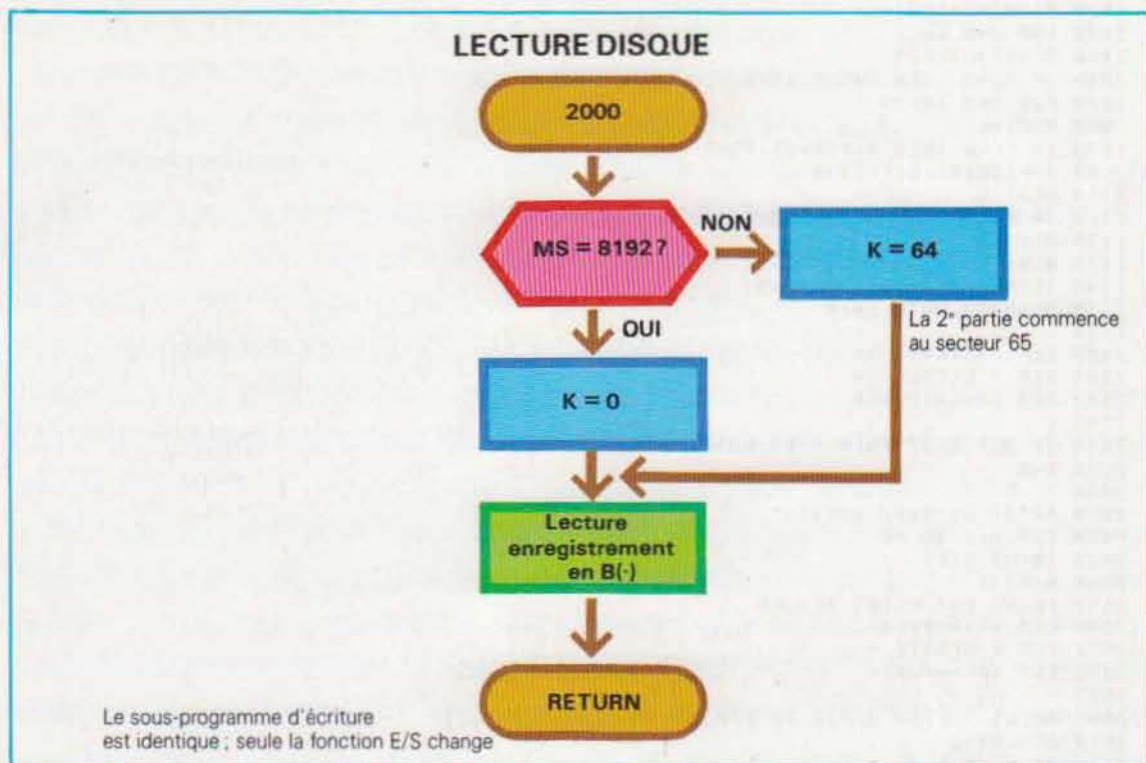 LECTURE DISQUE
2000
MS = 8192 ?
NON
K = 64
OUI
La 2e partie commence
au secteur 65
K = 0
Lecture
enregistrement
en B(·)
RETURN
Le sous-programme d'écriture
est identique ; seule la fonction E/S change